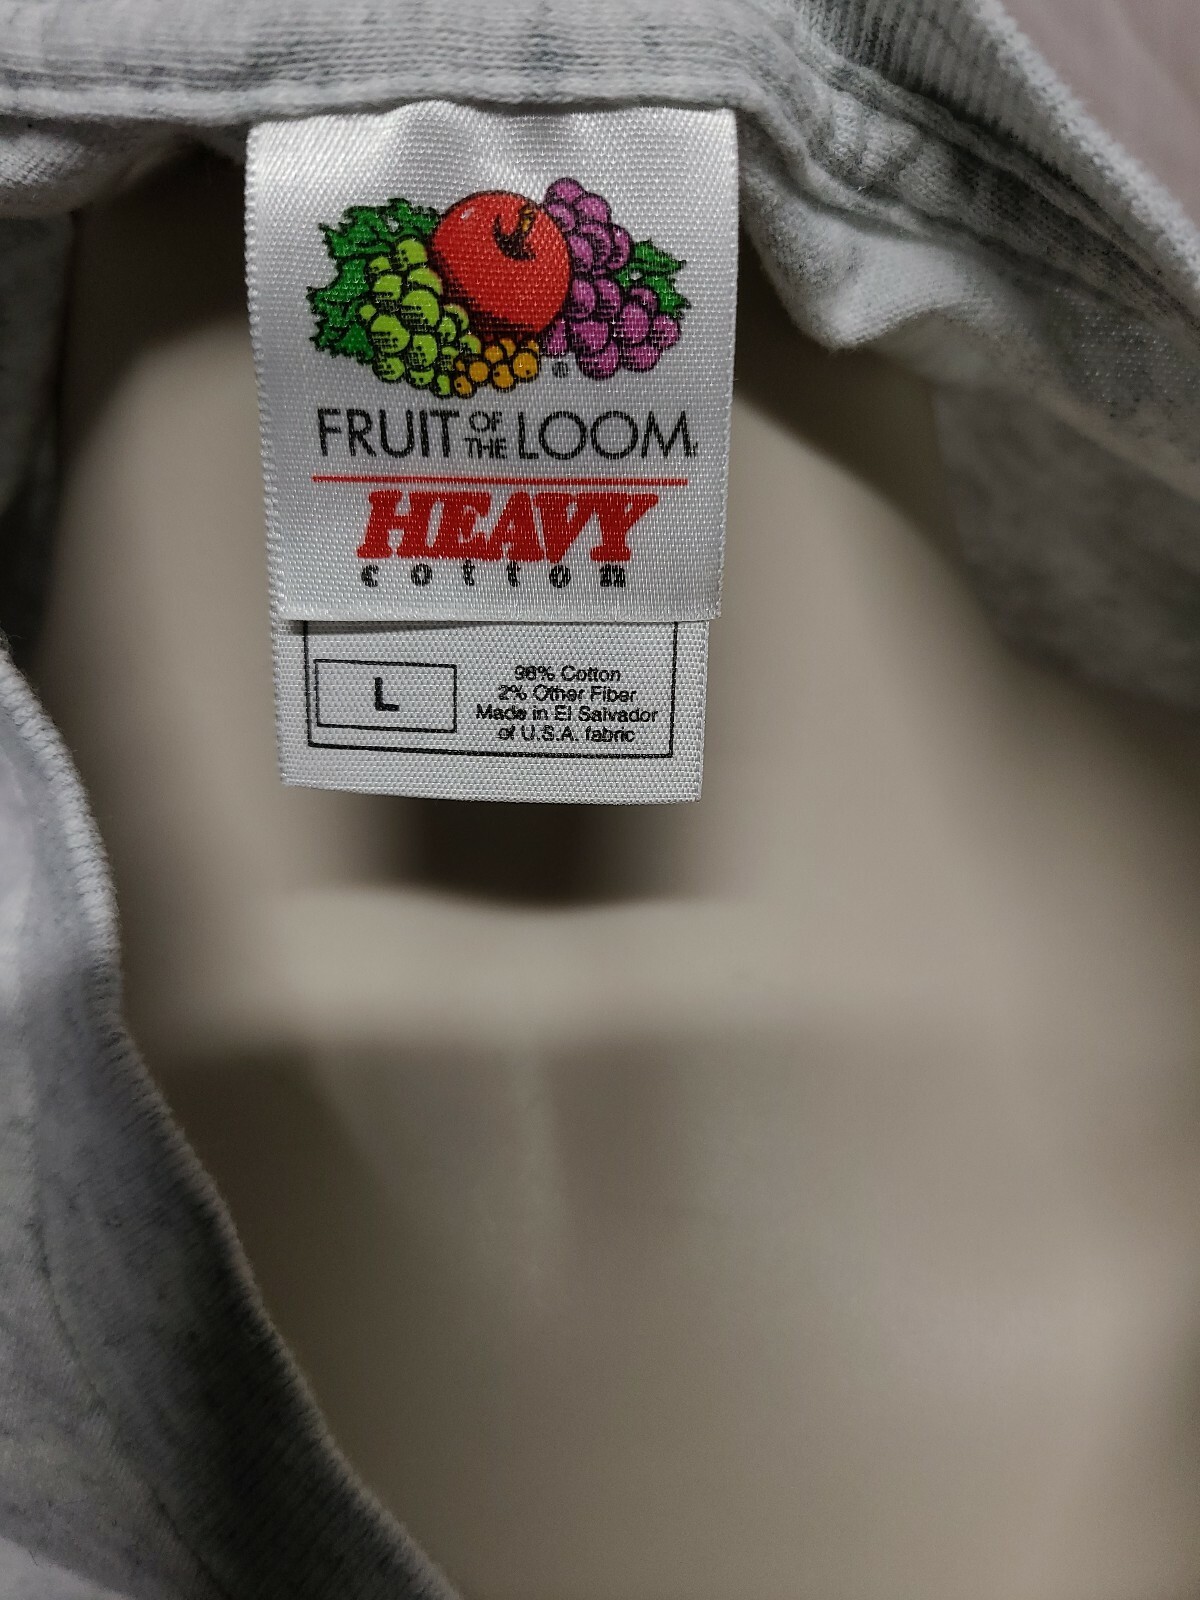 FRUIT OF THE LOOM
HEAVY
cotton
L
98% Cotton
2% Other Fiber
Made in El Salvador
of U.S.A. fabric